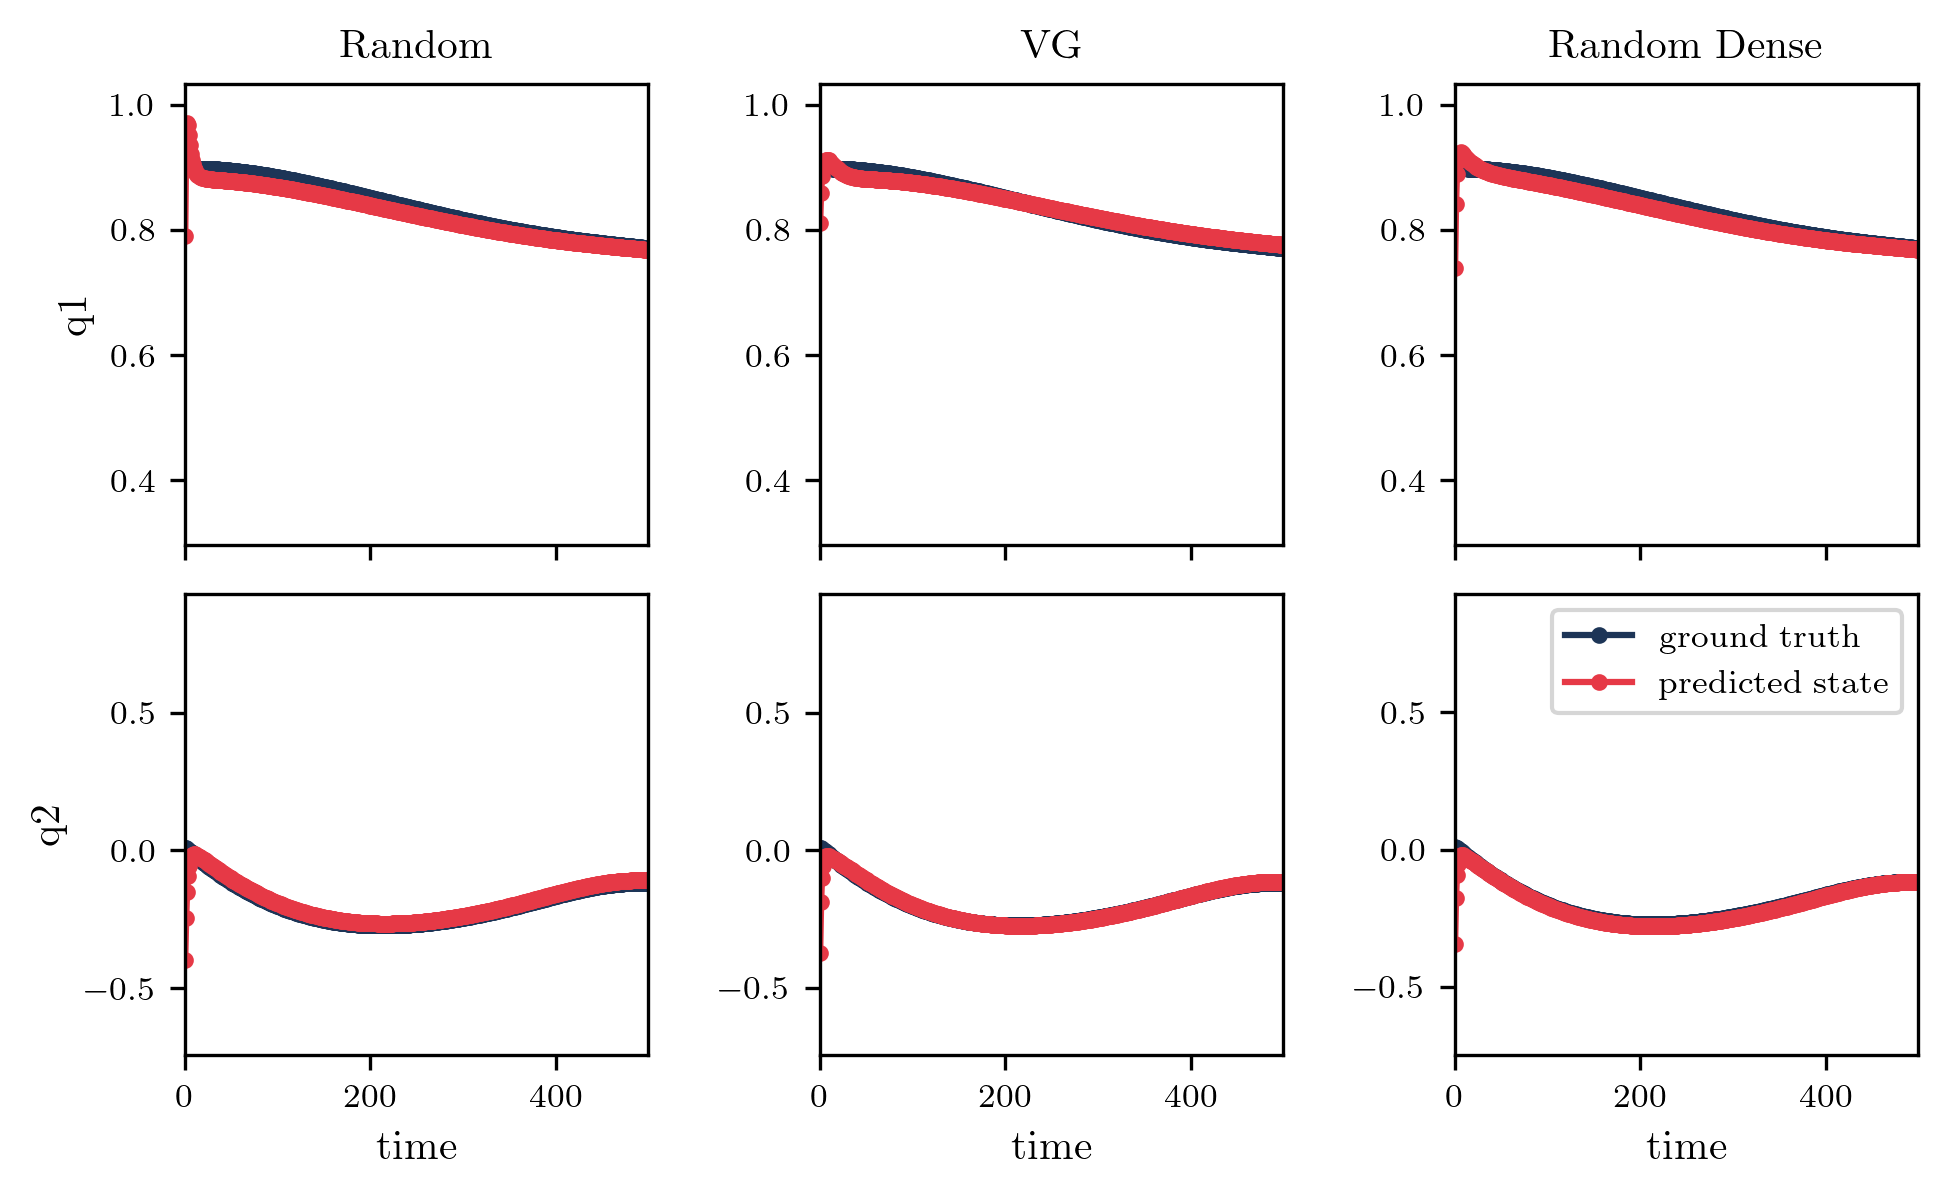 Random VG Random Dense
1.0 1.0 1.0
0.8 0.8 0.8
q1
0.6 0.6 0.6
0.4 0.4 0.4
ground truth
predicted state
0.5 0.5 0.5
q2
0.0 0.0 0.0
−0.5 −0.5 −0.5
0 200 400 0 200 400 0 200 400
time time time